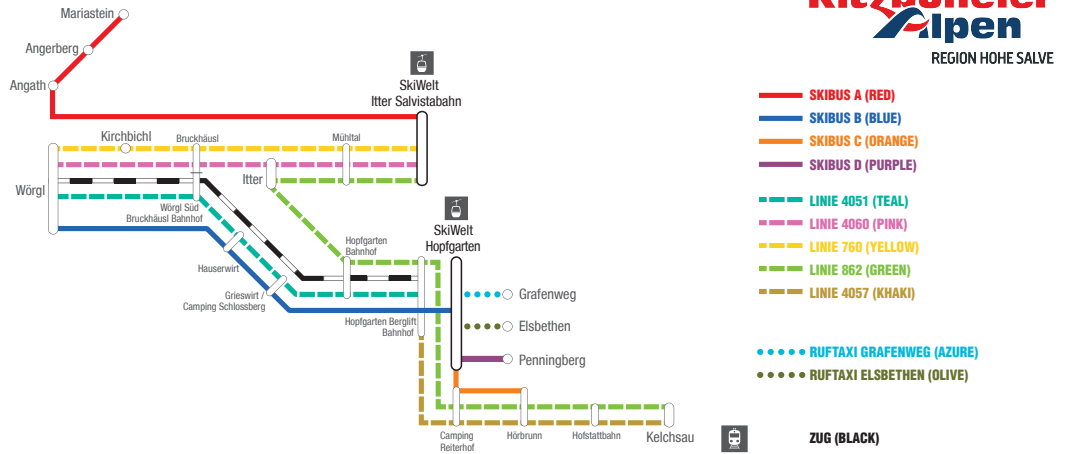 Kitzbüheler
Alpen
REGION HOHE SALVE
Mariastein
Angerberg
Angath
SkiWelt
Itter Salvistabahn
Kirchbichl
Bruckhäusl
Mühltal
Wörgl
Itter
Wörgl Süd
Bruckhäusl Bahnhof
SkiWelt
Hopfgarten
Hopfgarten
Bahnhof
Hauserwirt
Grieswirt /
Camping Schlossberg
Hopfgarten Berglift
Bahnhof
Grafenweg
Elsbethen
Penningberg
Camping
Reiterhof
Hörbrunn
Hofstattbahn
Kelchsau
SKIBUS A (RED)
SKIBUS B (BLUE)
SKIBUS C (ORANGE)
SKIBUS D (PURPLE)
LINIE 4051 (TEAL)
LINIE 4060 (PINK)
LINIE 760 (YELLOW)
LINIE 862 (GREEN)
LINIE 4057 (KHAKI)
RUFTAXI GRAFENWEG (AZURE)
RUFTAXI ELSBETHEN (OLIVE)
ZUG (BLACK)